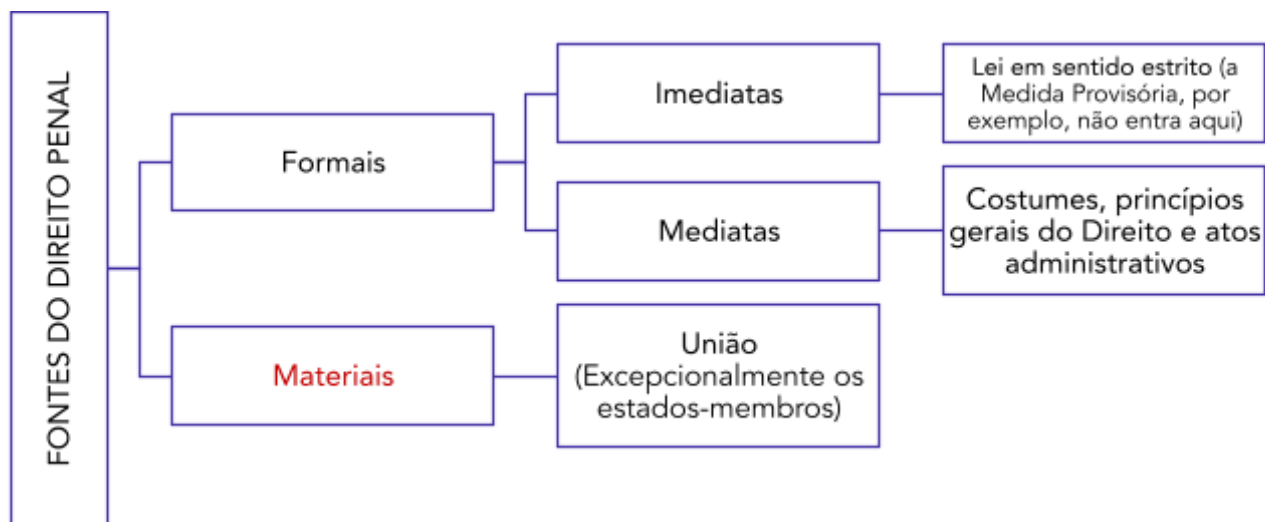 FONTES DO DIREITO PENAL
Formais
Imediatas
Lei em sentido estrito (a
Medida Provisória, por
exemplo, não entra aqui)
Mediatas
Costumes, princípios
gerais do Direito e atos
administrativos
Materiais
União
(Excepcionalmente os
estados-membros)